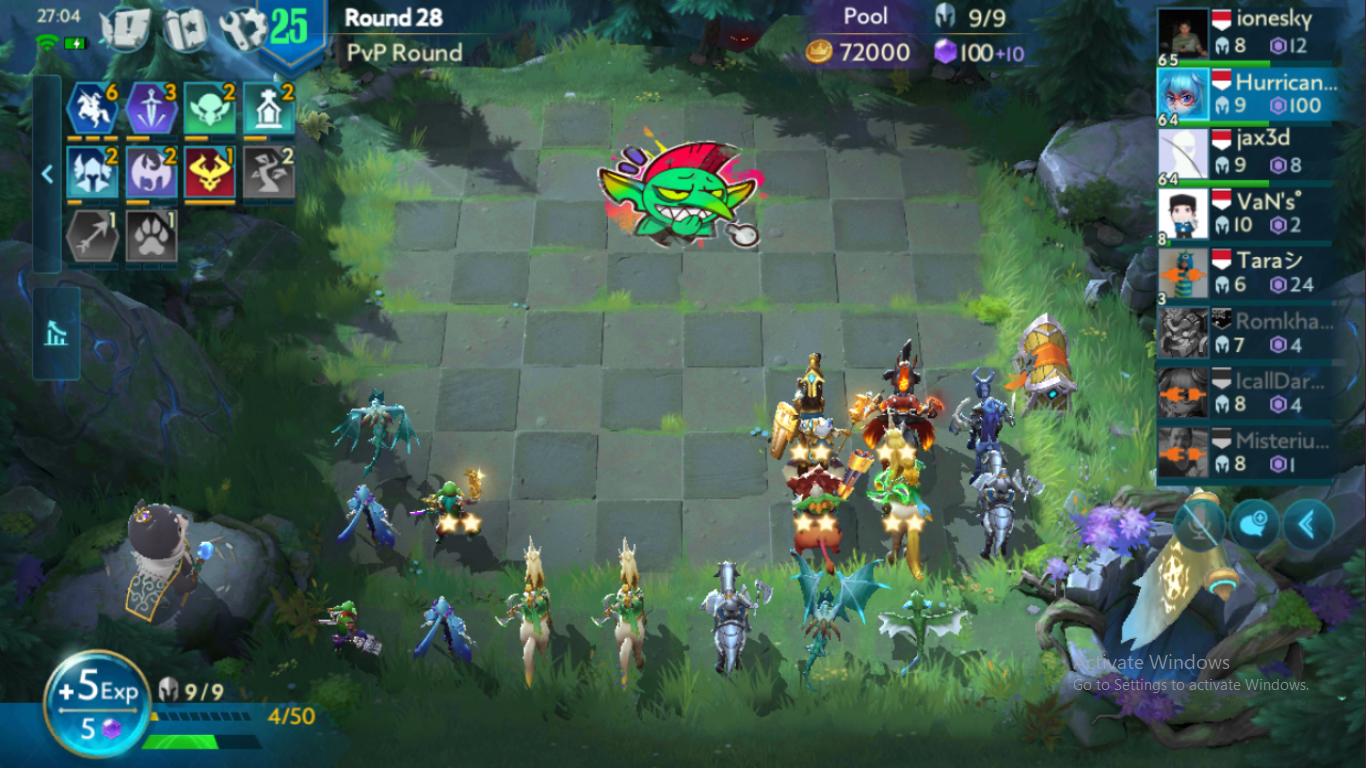 27:04
25
Round 28
PvP Round
Pool
9/9
72000
100+10
6
3
2
2
2
2
1
2
1
1
ionesky
8 12
65
Hurrican...
9 100
64
jax3d
9 8
64
VaN's°
10 2
8
Taraシ
6 24
3
Romkha...
7 4
IcallDar...
8 4
Misteriu...
8 1
Activate Windows
Go to Settings to activate Windows.
+5 Exp
5
9/9
4/50